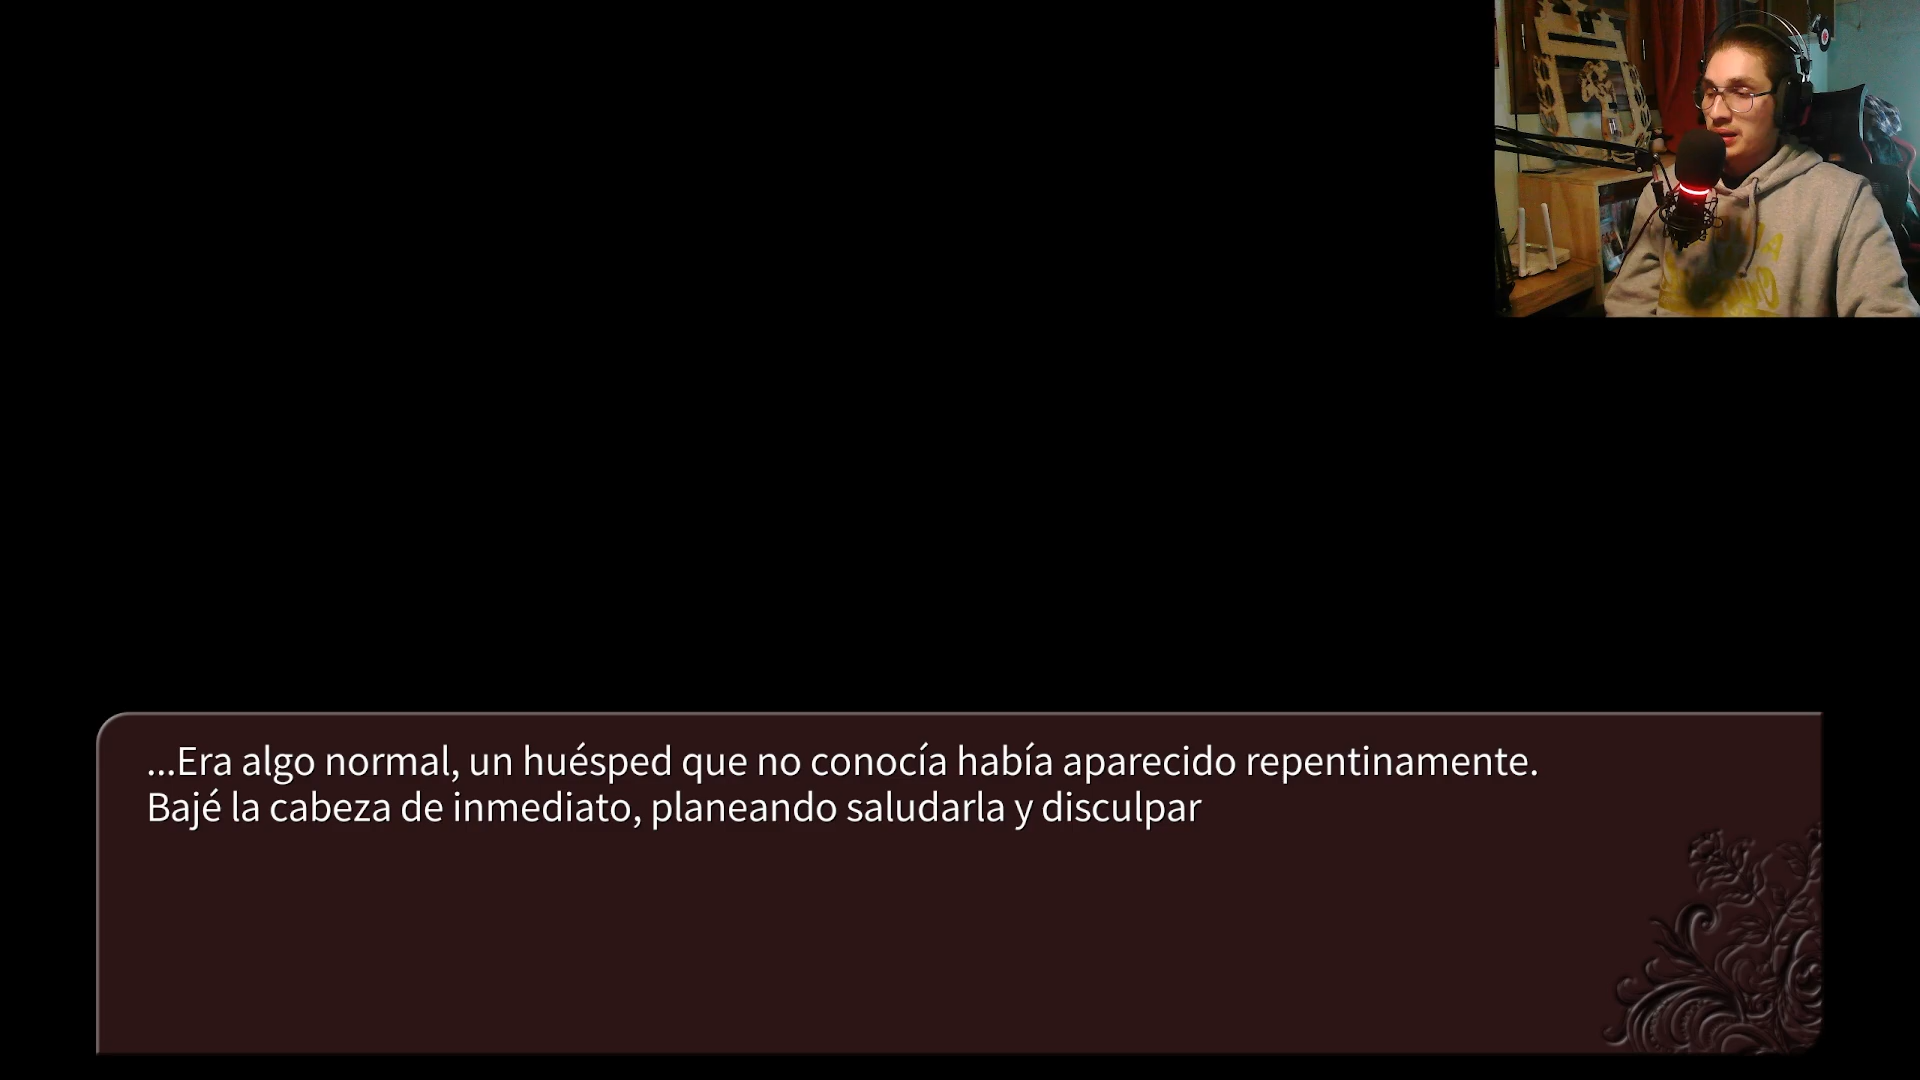 ...Era algo normal, un huésped que no conocía había aparecido repentinamente.
Bajé la cabeza de inmediato, planeando saludarla y disculpar